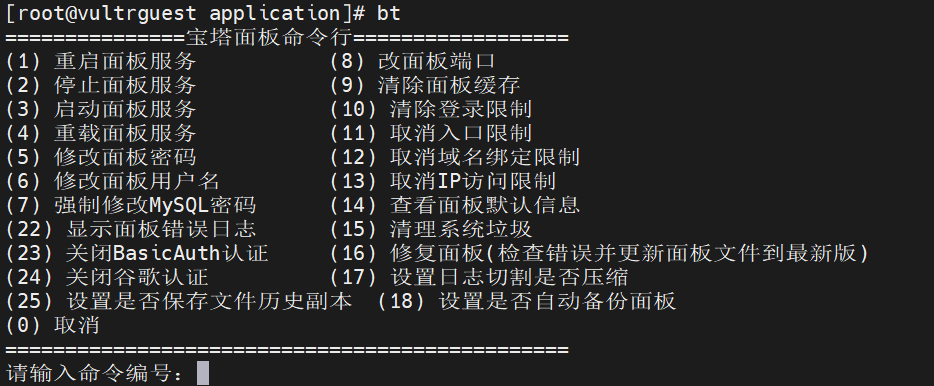 [root@vultrguest application]# bt
===============宝塔面板命令行==================
(1) 重启面板服务           (8) 改面板端口
(2) 停止面板服务           (9) 清除面板缓存
(3) 启动面板服务           (10) 清除登录限制
(4) 重载面板服务           (11) 取消入口限制
(5) 修改面板密码           (12) 取消域名绑定限制
(6) 修改面板用户名         (13) 取消IP访问限制
(7) 强制修改MySQL密码      (14) 查看面板默认信息
(22) 显示面板错误日志      (15) 清理系统垃圾
(23) 关闭BasicAuth认证     (16) 修复面板(检查错误并更新面板文件到最新版)
(24) 关闭谷歌认证          (17) 设置日志切割是否压缩
(25) 设置是否保存文件历史副本  (18) 设置是否自动备份面板
(0) 取消
===============================================
请输入命令编号：